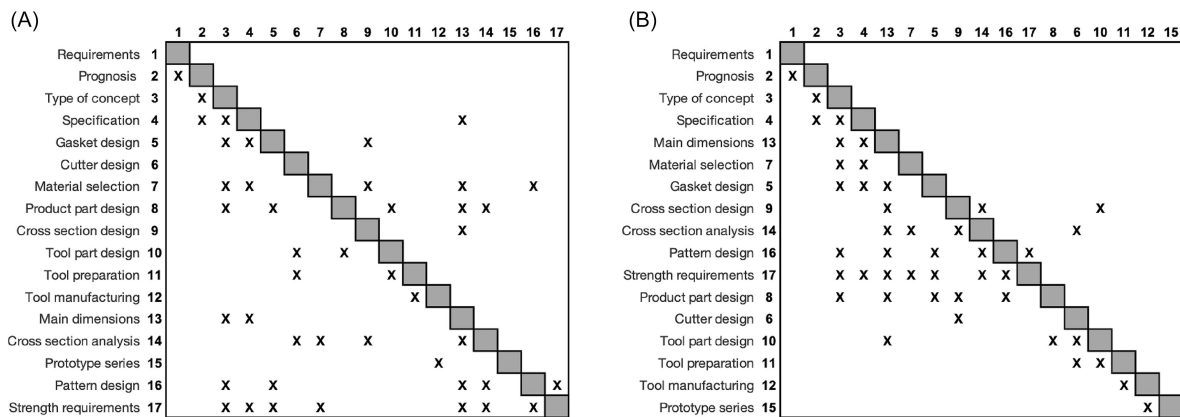 (A)
1 2 3 4 5 6 7 8 9 10 11 12 13 14 15 16 17
Requirements 1
Prognosis 2 X
Type of concept 3 X
Specification 4 X X X
Gasket design 5 X X X
Cutter design 6
Material selection 7 X X X X X
Product part design 8 X X X X X
Cross section design 9 X
Tool part design 10 X X
Tool preparation 11 X X
Tool manufacturing 12 X
Main dimensions 13 X X
Cross section analysis 14 X X X X
Prototype series 15 X
Pattern design 16 X X X X X
Strength requirements 17 X X X X X X X
(B)
1 2 3 4 13 7 5 9 14 16 17 8 6 10 11 12 15
Requirements 1
Prognosis 2 X
Type of concept 3 X
Specification 4 X X
Main dimensions 13 X X
Material selection 7 X X
Gasket design 5 X X X
Cross section design 9 X X X
Cross section analysis 14 X X X X
Pattern design 16 X X X X X
Strength requirements 17 X X X X X X X
Product part design 8 X X X X X
Cutter design 6 X
Tool part design 10 X X X
Tool preparation 11 X X
Tool manufacturing 12 X
Prototype series 15 X